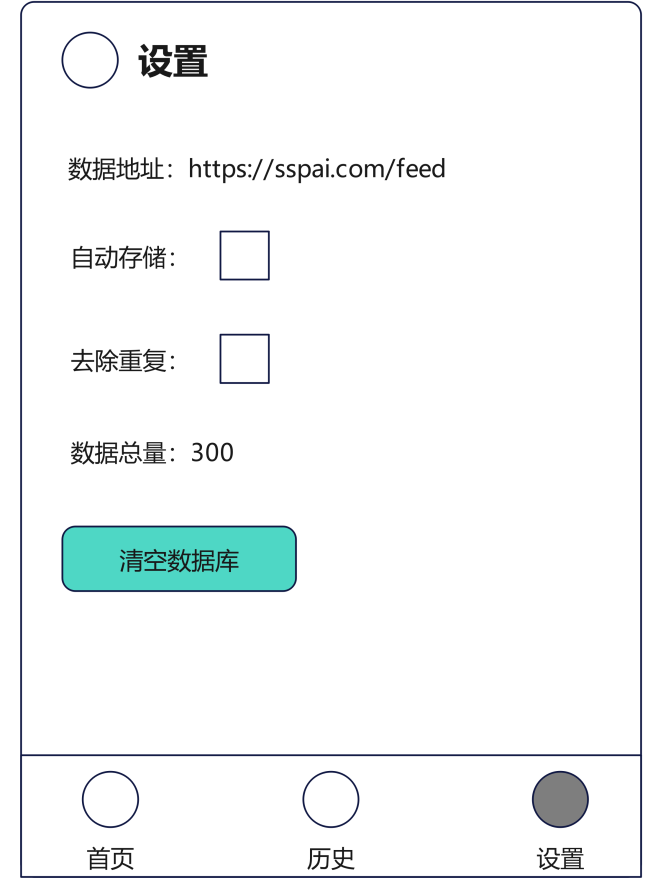 设置
数据地址：https://sspai.com/feed
自动存储：
去除重复：
数据总量：300
清空数据库
首页 历史 设置